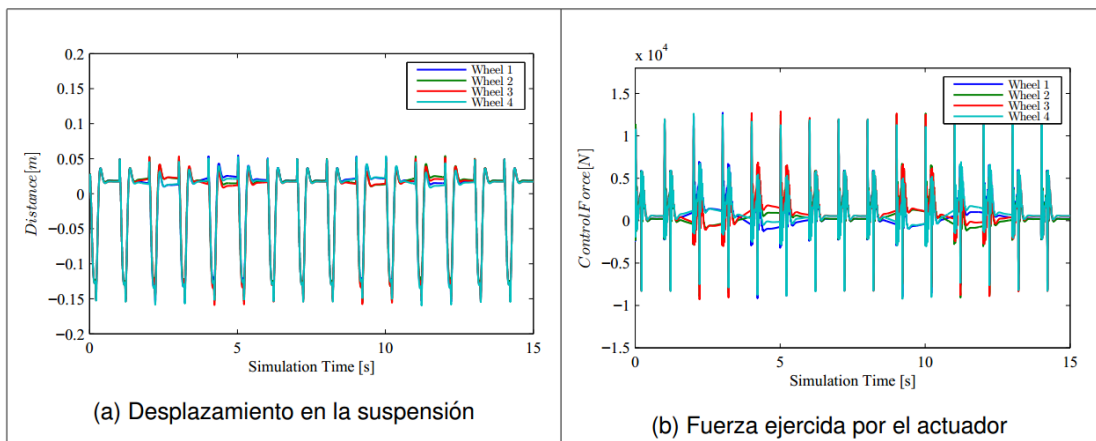 0.2
0.15
0.1
0.05
0
−0.05
−0.1
−0.15
−0.2
0
5
10
15
Distance[m]
Simulation Time [s]
Wheel 1
Wheel 2
Wheel 3
Wheel 4
(a) Desplazamiento en la suspensión
x 10⁴
1.5
1.0
0.5
0
−0.5
−1.0
−1.5
0
5
10
15
ControlForce[N]
Simulation Time [s]
Wheel 1
Wheel 2
Wheel 3
Wheel 4
(b) Fuerza ejercida por el actuador